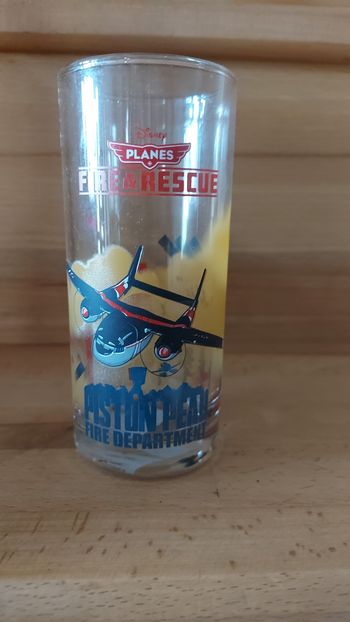 Disney
PLANES
FIRE & RESCUE
PISTON PEAK
FIRE DEPARTMENT